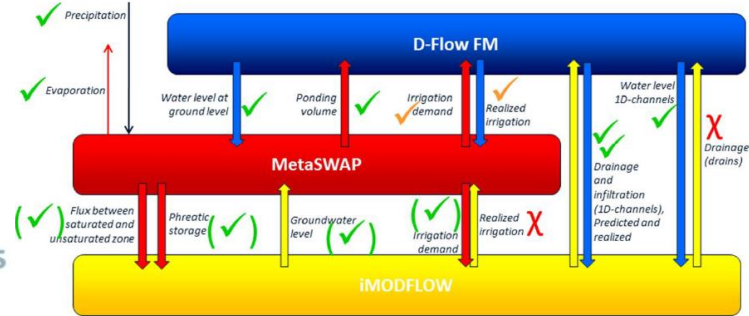 Precipitation
D-Flow FM
Evaporation
Water level at
ground level
Ponding
volume
Irrigation
demand
Realized
irrigation
Water level
1D-channels
χ
Drainage
(drains)
MetaSWAP
Drainage
and
infiltration
(1D-channels),
Predicted and
realized
Flux between
saturated and
unsaturated zone
Phreatic
storage
Groundwater
level
Irrigation
demand
Realized
irrigation
χ
s
iMODFLOW